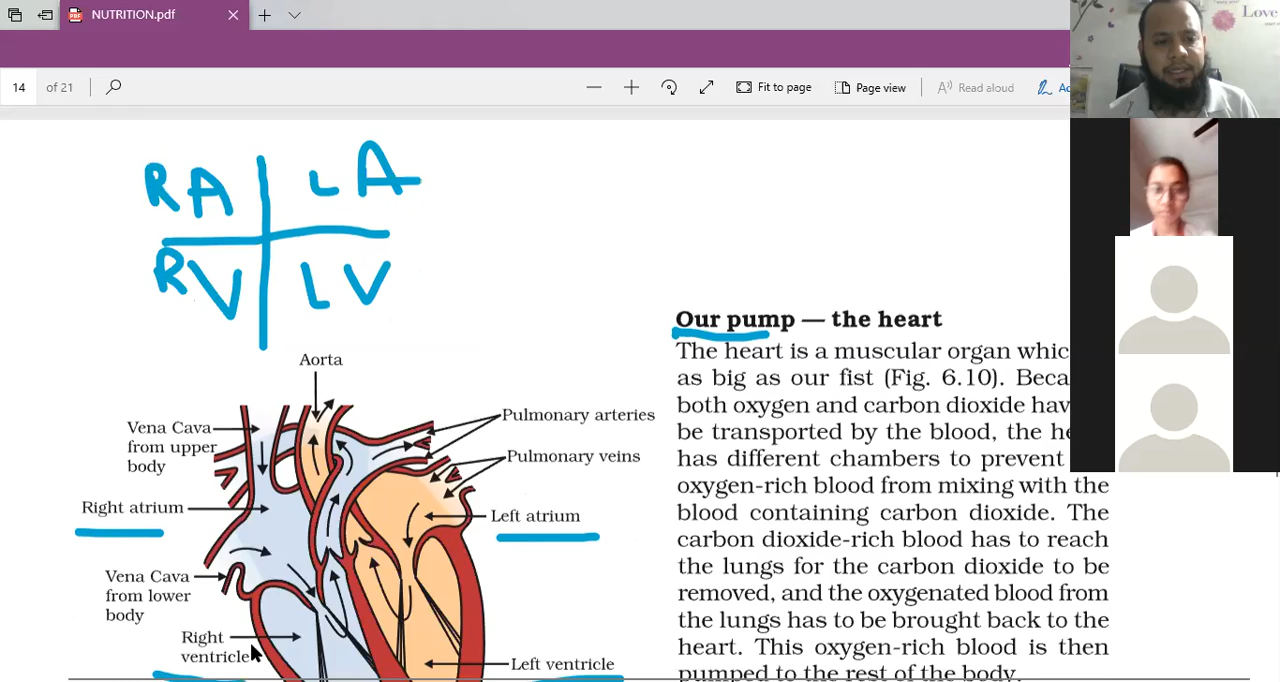 NUTRITION.pdf
Love
14 of 21
Fit to page
Page view
Read aloud
RA LA
RV LV
Aorta
Vena Cava
from upper
body
Right atrium
Vena Cava
from lower
body
Right
ventricle
Pulmonary arteries
Pulmonary veins
Left atrium
Left ventricle
Our pump — the heart
The heart is a muscular organ
as big as our fist (Fig. 6.10).
both oxygen and carbon dioxide
be transported by the blood, the
has different chambers to prevent
oxygen-rich blood from mixing with the
blood containing carbon dioxide. The
carbon dioxide-rich blood has to reach
the lungs for the carbon dioxide to be
removed, and the oxygenated blood from
the lungs has to be brought back to the
heart. This oxygen-rich blood is then
pumped to the rest of the body.